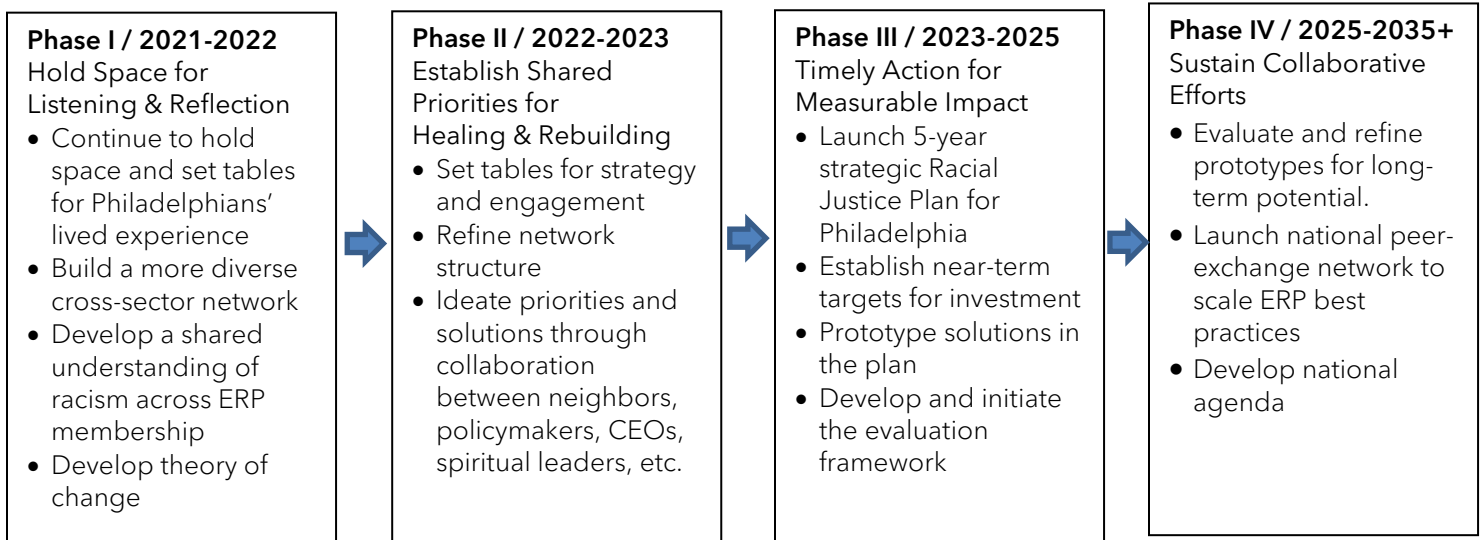 Phase I / 2021-2022
Hold Space for
Listening & Reflection
• Continue to hold
space and set tables
for Philadelphians’
lived experience
• Build a more diverse
cross-sector network
• Develop a shared
understanding of
racism across ERP
membership
• Develop theory of
change
Phase II / 2022-2023
Establish Shared
Priorities for
Healing & Rebuilding
• Set tables for strategy
and engagement
• Refine network
structure
• Ideate priorities and
solutions through
collaboration
between neighbors,
policymakers, CEOs,
spiritual leaders, etc.
Phase III / 2023-2025
Timely Action for
Measurable Impact
• Launch 5-year
strategic Racial
Justice Plan for
Philadelphia
• Establish near-term
targets for investment
• Prototype solutions in
the plan
• Develop and initiate
the evaluation
framework
Phase IV / 2025-2035+
Sustain Collaborative
Efforts
• Evaluate and refine
prototypes for long-
term potential.
• Launch national peer-
exchange network to
scale ERP best
practices
• Develop national
agenda